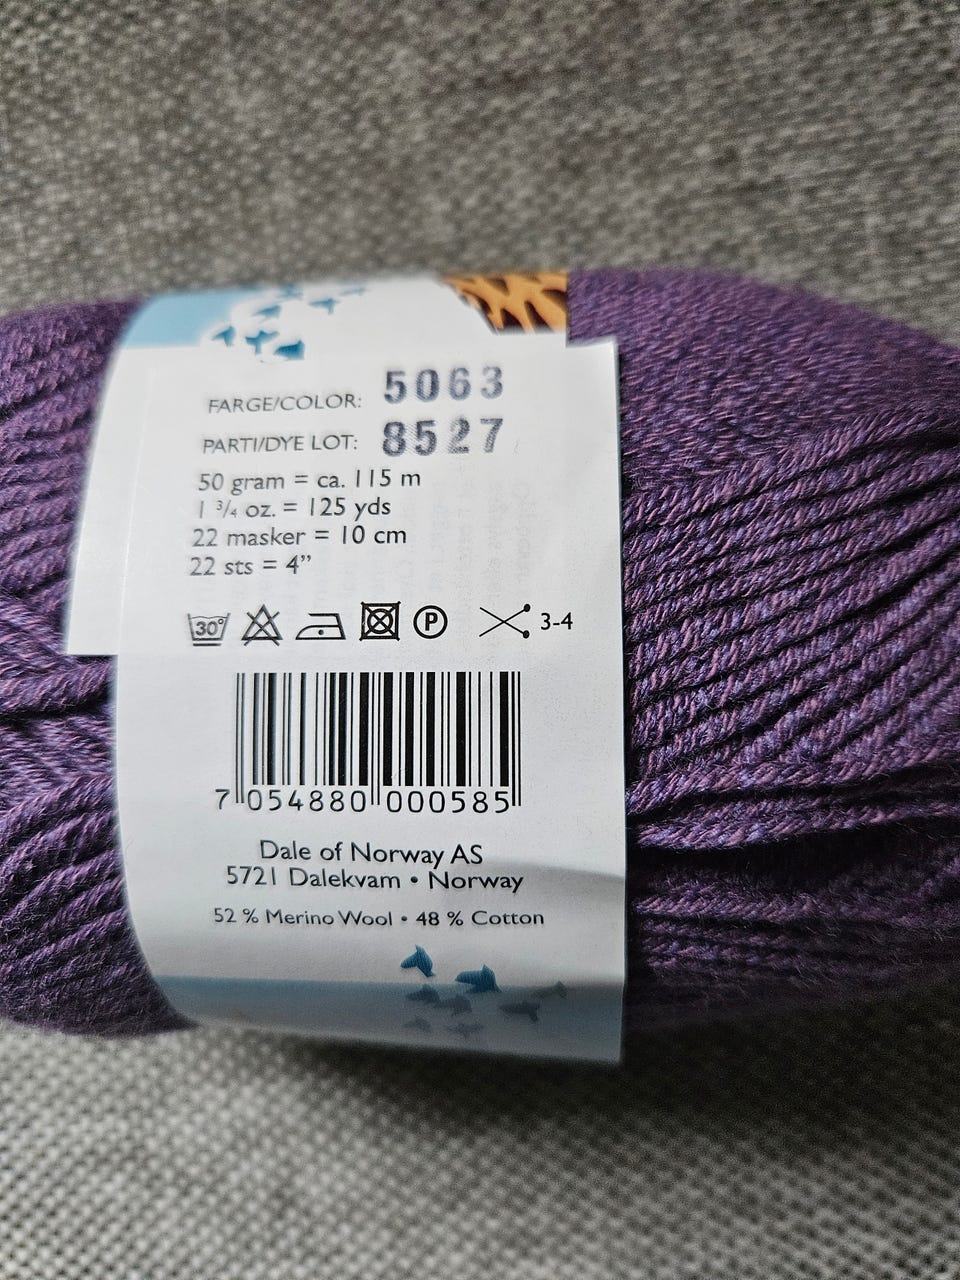 FARGE/COLOR: 5063
PARTI/DYE LOT: 8527
50 gram = ca. 115 m
1 3/4 oz. = 125 yds
22 masker = 10 cm
22 sts = 4”
30° P 3-4
7 054880 000585
Dale of Norway AS
5721 Dalekvam • Norway
52 % Merino Wool • 48 % Cotton